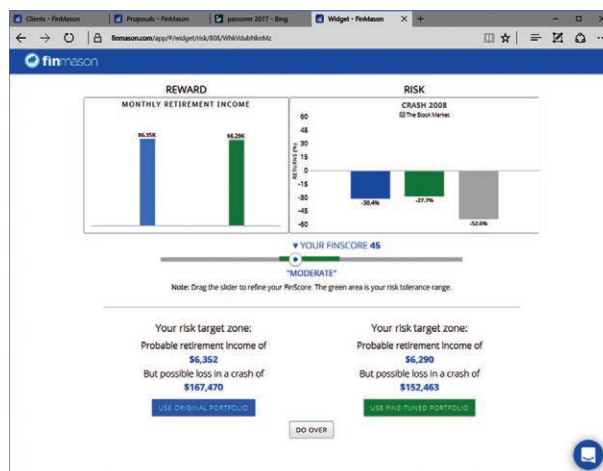 Clients - FinMason
Proposals - FinMason
passover 2017 - Bing
Widget - FinMason
finmason.com/app/#/widget/risk/808/
finmason
REWARD
RISK
MONTHLY RETIREMENT INCOME
$6.35K
$6.29K
CRASH 2008
The Stock Market
RETURNS (%)
60
45
30
15
0
-15
-30
-45
-60
-30.4%
-27.7%
-52.6%
YOUR FINSCORE 45
"MODERATE"
Note: Drag the slider to refine your FinScore. The green area is your risk tolerance range.
Your risk target zone:
Probable retirement income of
$6,352
But possible loss in a crash of
$167,470
USE ORIGINAL PORTFOLIO
Your risk target zone:
Probable retirement income of
$6,290
But possible loss in a crash of
$152,463
USE FINE-TUNED PORTFOLIO
DO OVER